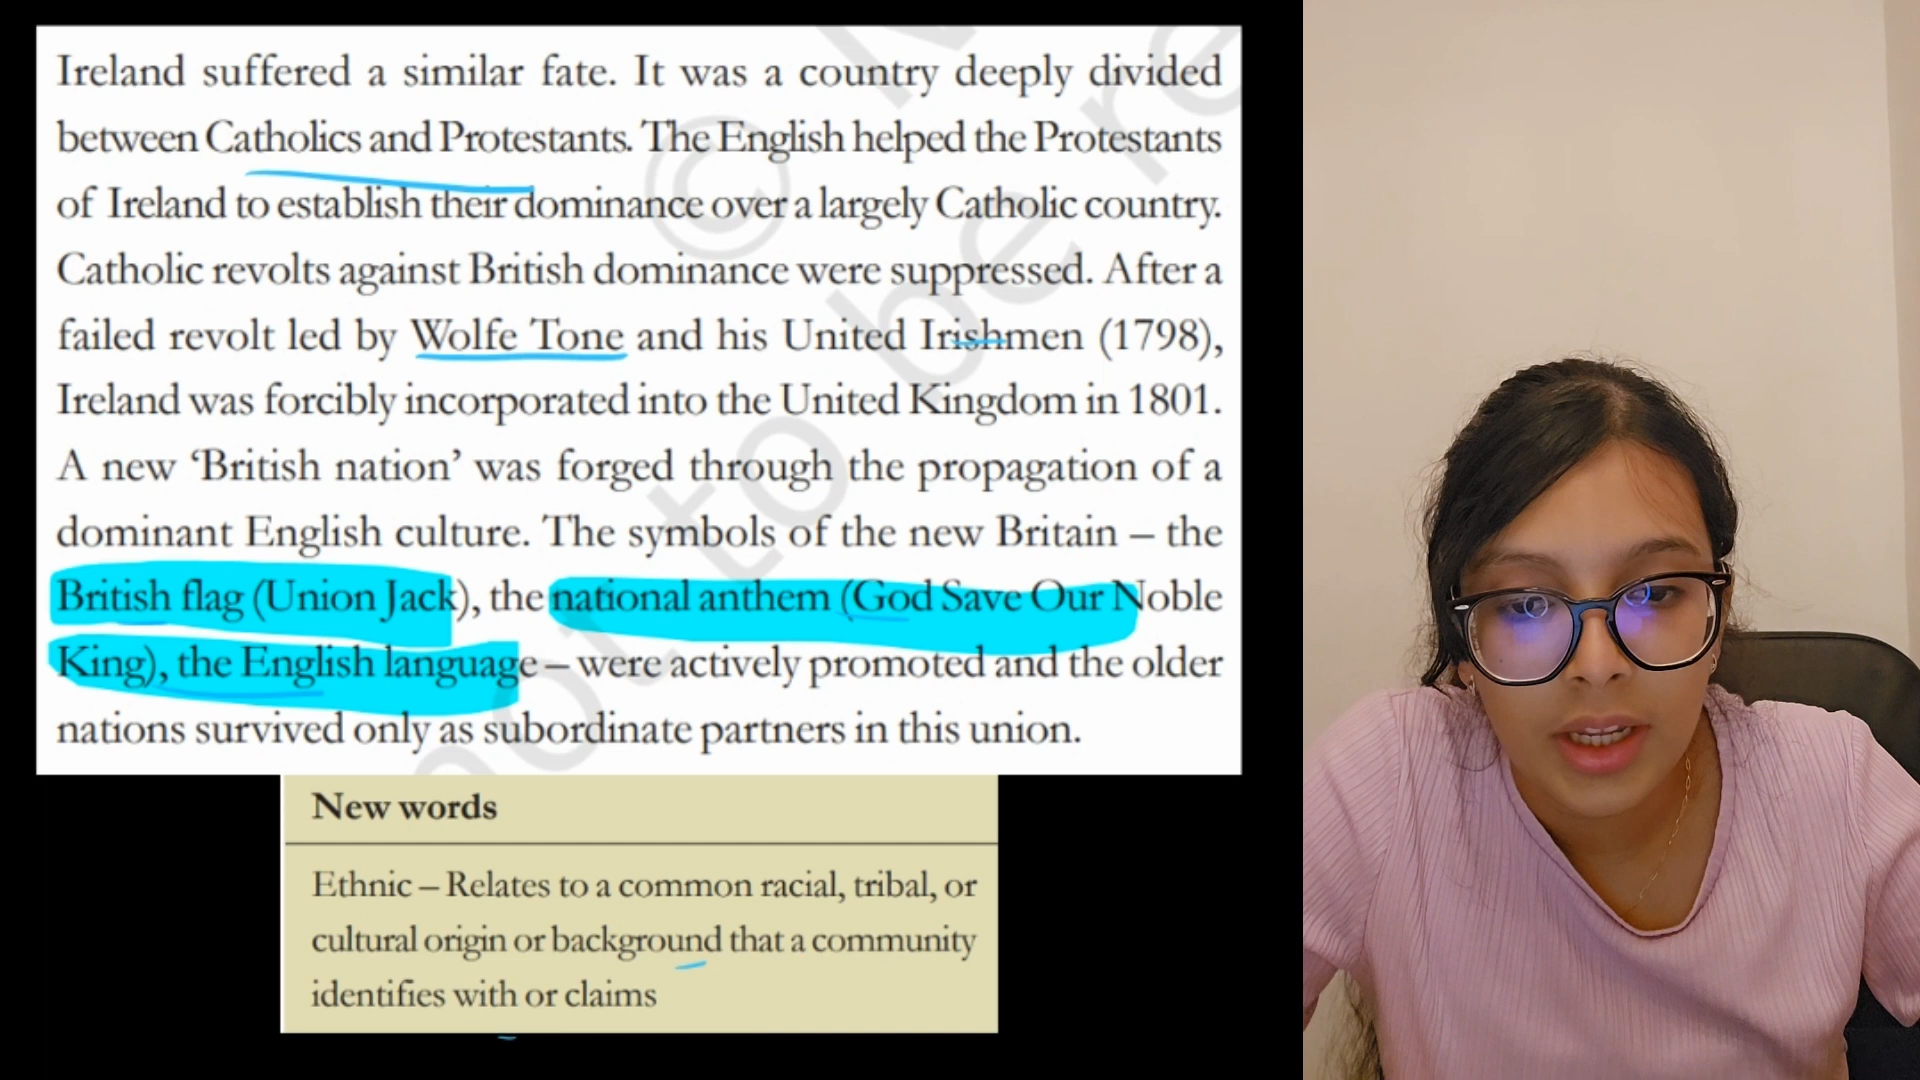 Ireland suffered a similar fate. It was a country deeply divided
between Catholics and Protestants. The English helped the Protestants
of Ireland to establish their dominance over a largely Catholic country.
Catholic revolts against British dominance were suppressed. After a
failed revolt led by Wolfe Tone and his United Irishmen (1798),
Ireland was forcibly incorporated into the United Kingdom in 1801.
A new ‘British nation’ was forged through the propagation of a
dominant English culture. The symbols of the new Britain – the
British flag (Union Jack), the national anthem (God Save Our Noble
King), the English language – were actively promoted and the older
nations survived only as subordinate partners in this union.
New words
Ethnic – Relates to a common racial, tribal, or
cultural origin or background that a community
identifies with or claims
not to be re